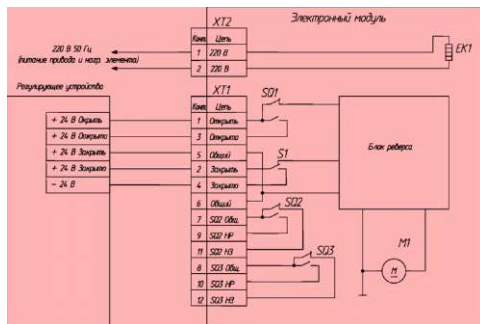 XT2
Электронный модуль
Конт. Цепь
1 220 В
2 220 В
220 В 50 Гц
(питание привода и нагр. элемента)
EK1
Регулирующее устройство
XT1
Конт. Цепь
+ 24 В Окрыть
+ 24 В Открыто
+ 24 В Закрыть
+ 24 В Закрыто
- 24 В
1 Открыть
3 Открыто
5 Общий
2 Закрыть
4 Закрыто
6 Общий
7 SQ2 Общ.
9 SQ2 НР
11 SQ2 НЗ
8 SQ3 Общ.
10 SQ3 НР
12 SQ3 НЗ
SQ1
S1
SQ2
SQ3
Блок реверса
M1
М